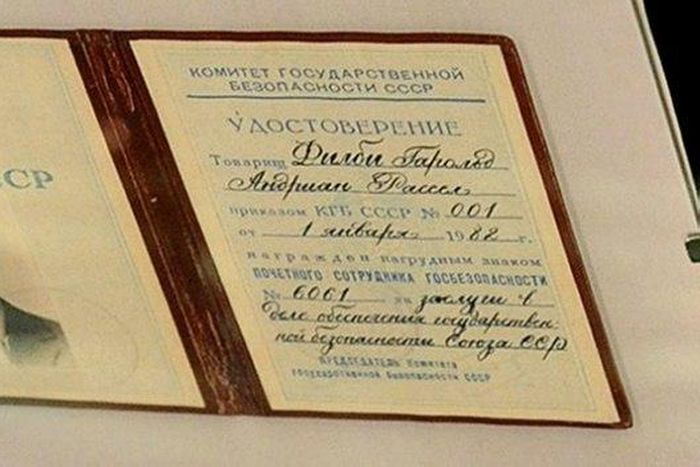 ССР
КОМИТЕТ ГОСУДАРСТВЕННОЙ
БЕЗОПАСНОСТИ СССР
УДОСТОВЕРЕНИЕ
Товарищ Филби Гарольд
Андриан Рассел
приказом КГБ СССР № 001
от 1 января 1982 г.
награжден нагрудным знаком
ПОЧЕТНОГО СОТРУДНИКА ГОСБЕЗОПАСНОСТИ
№ 6061 за заслуги в
деле обеспечения государствен-
ной безопасности Союза ССР
ПРЕДСЕДАТЕЛЬ Комитета
государственной безопасности СССР